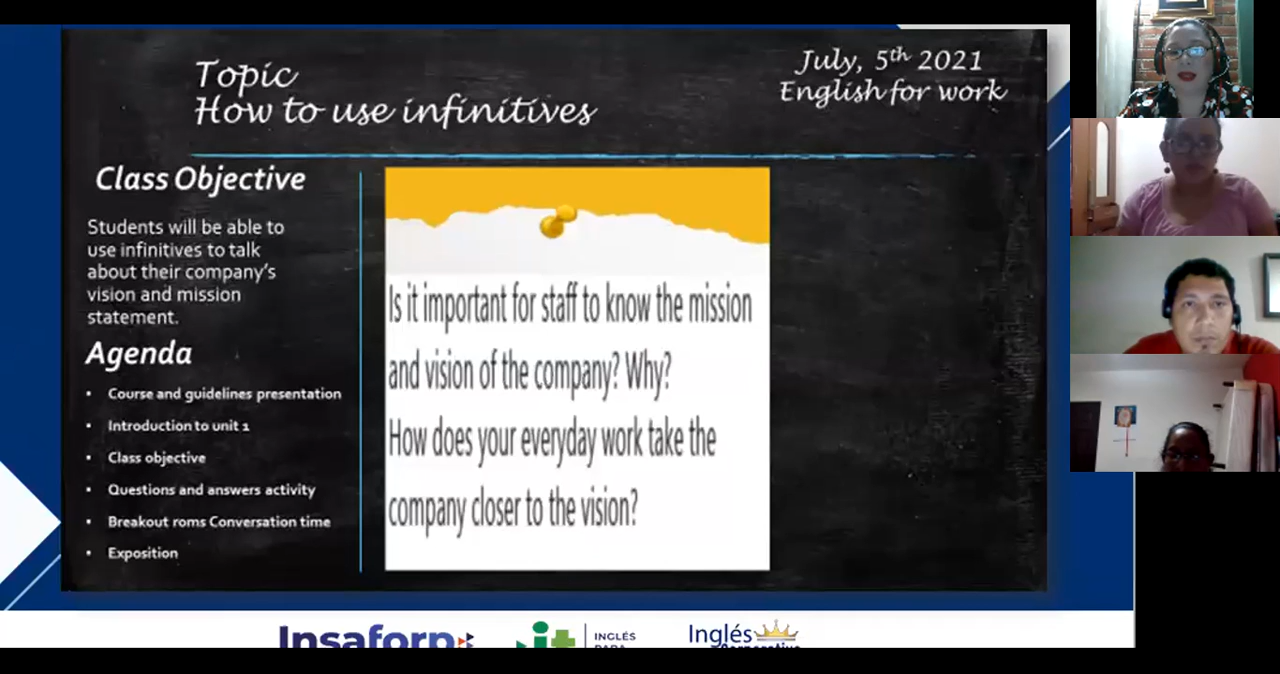 Topic
How to use infinitives
July, 5th 2021
English for work
Class Objective
Students will be able to
use infinitives to talk
about their company's
vision and mission
statement.
Agenda
• Course and guidelines presentation
• Introduction to unit 1
• Class objective
• Questions and answers activity
• Breakout roms Conversation time
• Exposition
Is it important for staff to know the mission
and vision of the company? Why?
How does your everyday work take the
company closer to the vision?
Insaforp
INGLÉS
PARA
Inglés